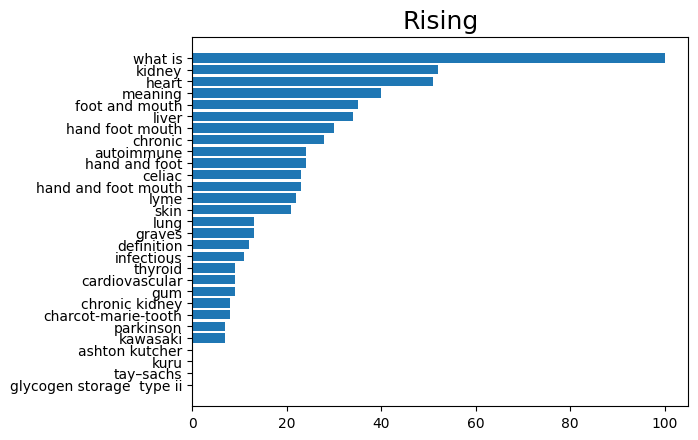 Rising
what is
kidney
heart
meaning
foot and mouth
liver
hand foot mouth
chronic
autoimmune
hand and foot
celiac
hand and foot mouth
lyme
skin
lung
graves
definition
infectious
thyroid
cardiovascular
gum
chronic kidney
charcot-marie-tooth
parkinson
kawasaki
ashton kutcher
kuru
tay–sachs
glycogen storage  type ii
0 20 40 60 80 100